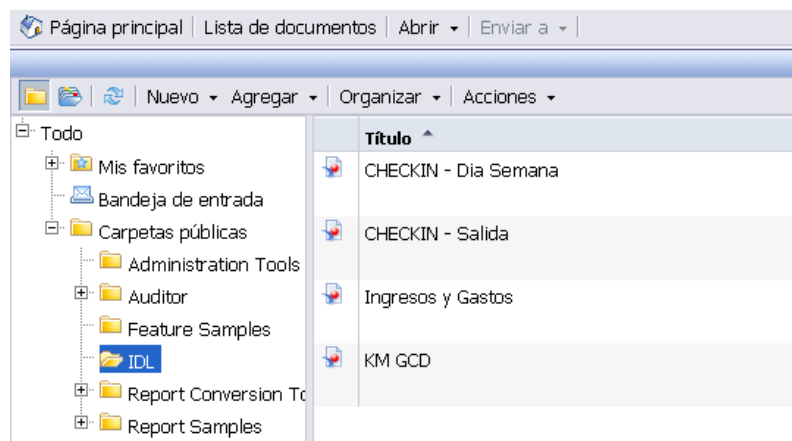 Página principal Lista de documentos Abrir Enviar a
Nuevo Agregar Organizar Acciones
Todo
Mis favoritos
Bandeja de entrada
Carpetas públicas
Administration Tools
Auditor
Feature Samples
IDL
Report Conversion To
Report Samples
Título
CHECKIN - Dia Semana
CHECKIN - Salida
Ingresos y Gastos
KM GCD